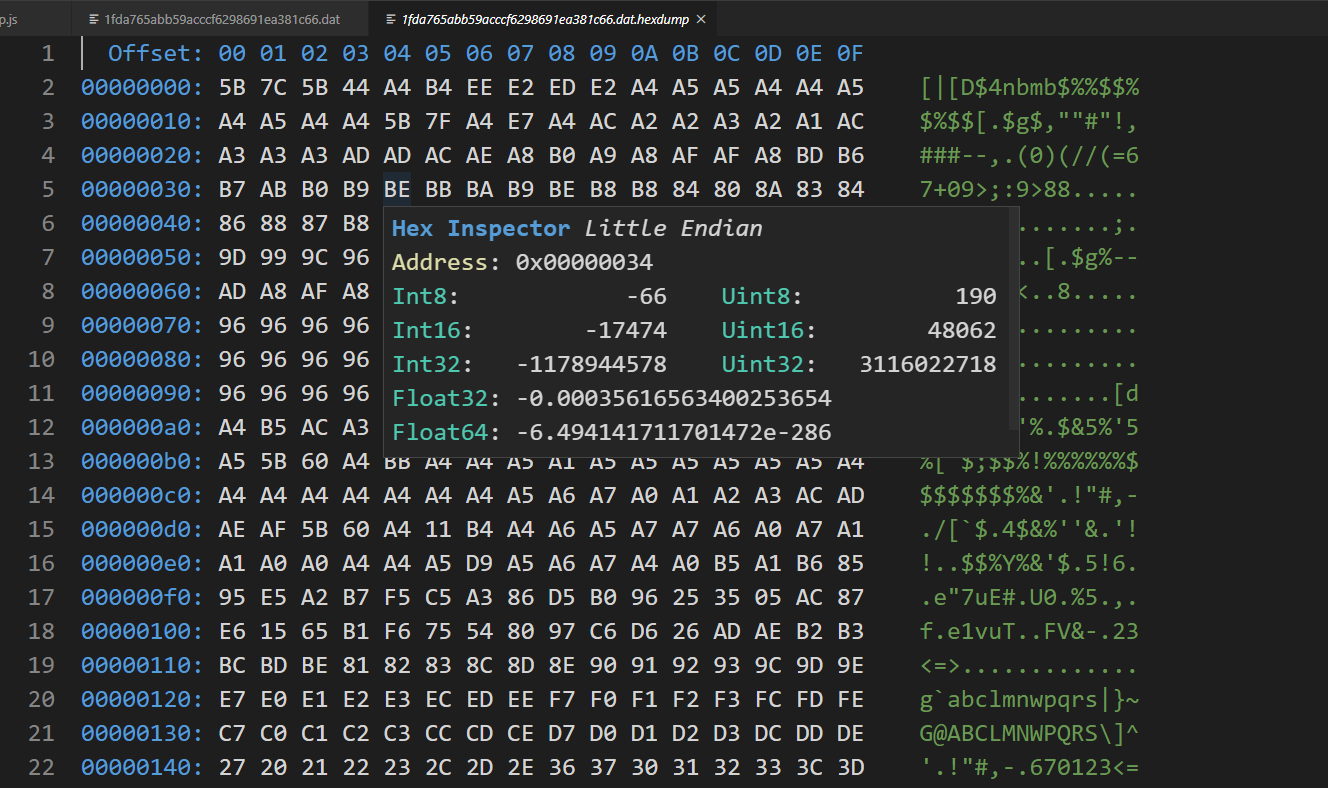 p.js 1fda765abb59acccf6298691ea381c66.dat 1fda765abb59acccf6298691ea381c66.dat.hexdump ×
1 Offset: 00 01 02 03 04 05 06 07 08 09 0A 0B 0C 0D 0E 0F
2 00000000: 5B 7C 5B 44 A4 B4 EE E2 ED E2 A4 A5 A5 A4 A4 A5 [|[D$4nbmb$%%$$%
3 00000010: A4 A5 A4 A4 5B 7F A4 E7 A4 AC A2 A2 A3 A2 A1 AC $%$$[.$g$,""#"!,
4 00000020: A3 A3 A3 AD AD AC AE A8 B0 A9 A8 AF AF A8 BD B6 ###--,.(0)(//(=6
5 00000030: B7 AB B0 B9 BE BB BA B9 BE B8 B8 84 80 8A 83 84 7+09>;:9>88.....
6 00000040: 86 88 87 B8 .......;.
Hex Inspector Little Endian
7 00000050: 9D 99 9C 96 ..[.$g%--
Address: 0x00000034
8 00000060: AD A8 AF A8 <..8.....
Int8: -66 Uint8: 190
9 00000070: 96 96 96 96 .........
Int16: -17474 Uint16: 48062
10 00000080: 96 96 96 96 .........
Int32: -1178944578 Uint32: 3116022718
11 00000090: 96 96 96 96 .......[d
Float32: -0.00035616563400253654
12 000000a0: A4 B5 AC A3 '%.$&5%'5
Float64: -6.494141711701472e-286
13 000000b0: A5 5B 60 A4 BB A4 A4 A5 A1 A5 A5 A5 A5 A5 A5 A4 %[`$;$$%!%%%%%%$
14 000000c0: A4 A4 A4 A4 A4 A4 A4 A5 A6 A7 A0 A1 A2 A3 AC AD $$$$$$$%&'.!"#,-
15 000000d0: AE AF 5B 60 A4 11 B4 A4 A6 A5 A7 A7 A6 A0 A7 A1 ./[`$.4$&%''&.'!
16 000000e0: A1 A0 A0 A4 A4 A5 D9 A5 A6 A7 A4 A0 B5 A1 B6 85 !..$$%Y%&'$.5!6.
17 000000f0: 95 E5 A2 B7 F5 C5 A3 86 D5 B0 96 25 35 05 AC 87 .e"7uE#.U0.%5.,.
18 00000100: E6 15 65 B1 F6 75 54 80 97 C6 D6 26 AD AE B2 B3 f.e1vuT..FV&-.23
19 00000110: BC BD BE 81 82 83 8C 8D 8E 90 91 92 93 9C 9D 9E <=>.............
20 00000120: E7 E0 E1 E2 E3 EC ED EE F7 F0 F1 F2 F3 FC FD FE g`abclmnwpqrs|}~
21 00000130: C7 C0 C1 C2 C3 CC CD CE D7 D0 D1 D2 D3 DC DD DE G@ABCLMNWPQRS\]^
22 00000140: 27 20 21 22 23 2C 2D 2E 36 37 30 31 32 33 3C 3D '.!"#,-.670123<=